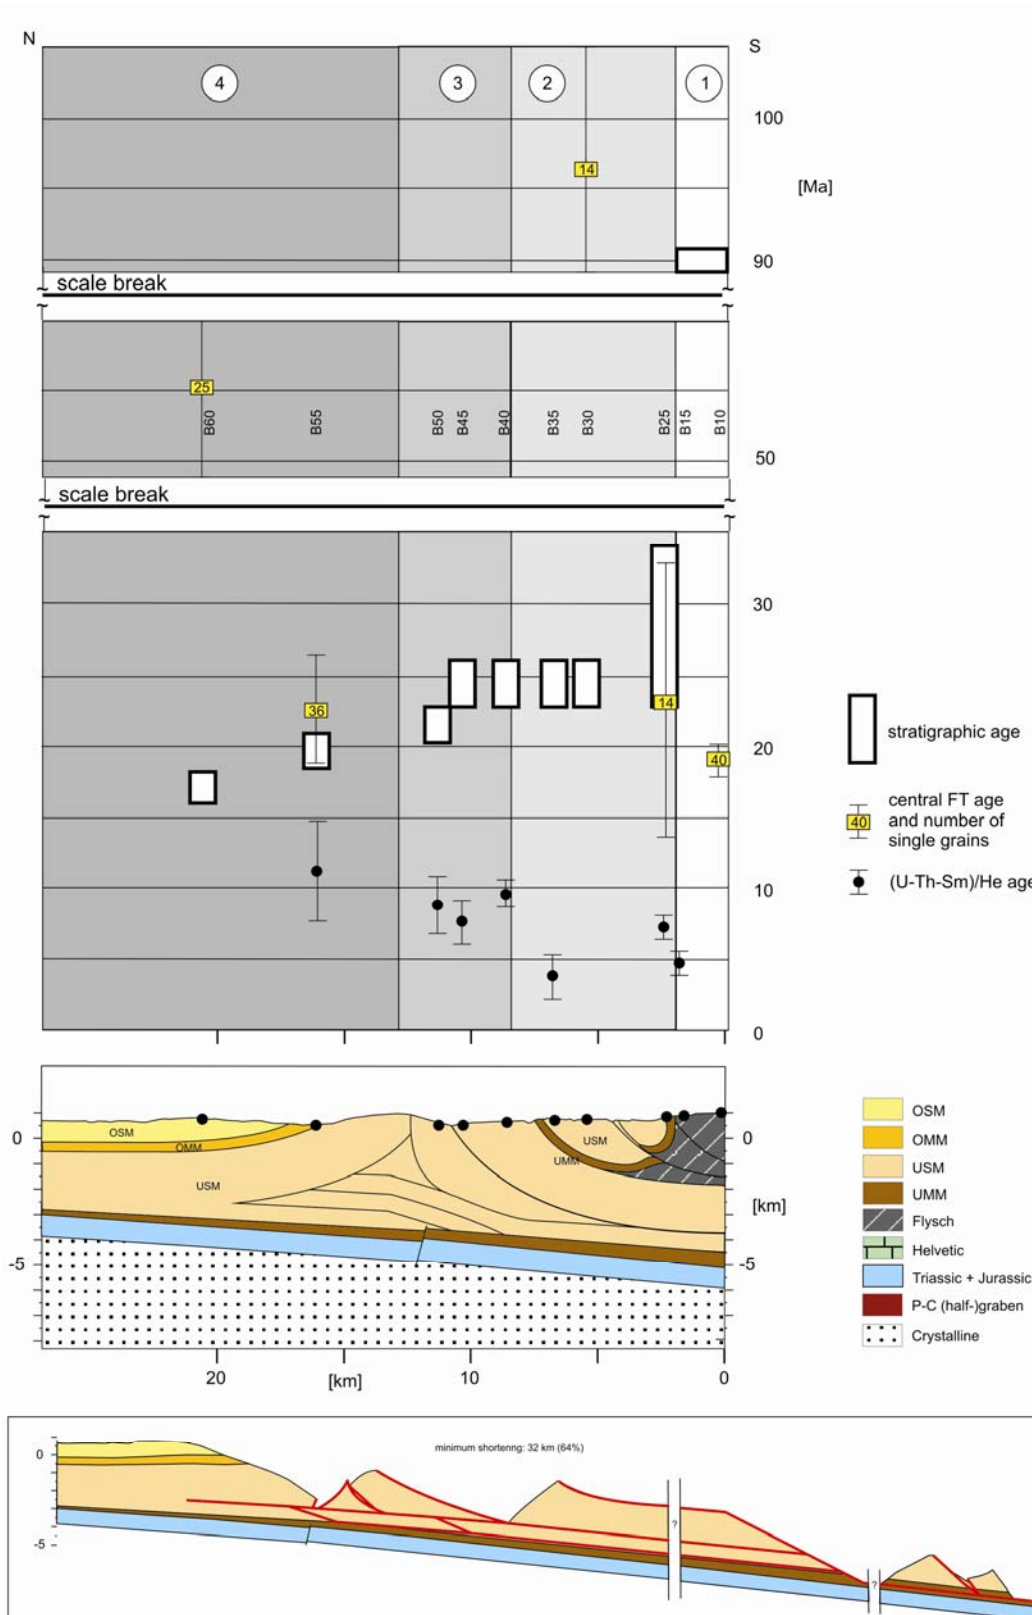 N
S
4
3
2
1
100
14
[Ma]
90
scale break
25
B60
B55
B50
B45
B40
B35
B30
B25
B15
B10
50
scale break
30
36
14
20
40
10
0
stratigraphic age
central FT age
40
and number of
single grains
(U-Th-Sm)/He age
0
-5
OSM
OMM
USM
USM
UMM
0
[km]
-5
20
[km]
10
0
OSM
OMM
USM
UMM
Flysch
Helvetic
Triassic + Jurassic
P-C (half-)graben
Crystalline
minimum shortenng: 32 km (64%)
0
-5
?
?